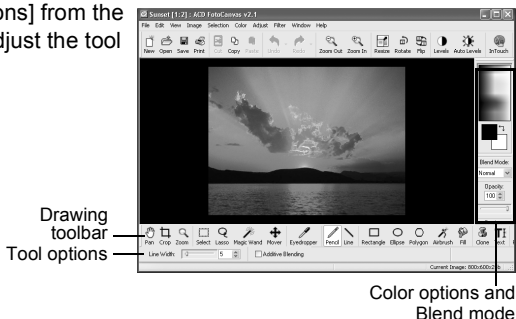 ons] from the
djust the tool
Sunset [1:2] : ACD FotoCanvas v2.1
File Edit View Image Selection Color Adjust Filter Window Help
New Open Save Print Cut Copy Paste Undo Redo Zoom Out Zoom In Resize Rotate Flip Levels Auto Levels InTouch
Blend Mode:
Normal
Opacity:
100
Drawing
toolbar
Pan Crop Zoom Select Lasso Magic Wand Mover Eyedropper Pencil Line Rectangle Ellipse Polygon Airbrush Fill Clone Text
Tool options
Line Width: 5 Additive Blending
Current Image: 800x600x24b
Color options and
Blend mode